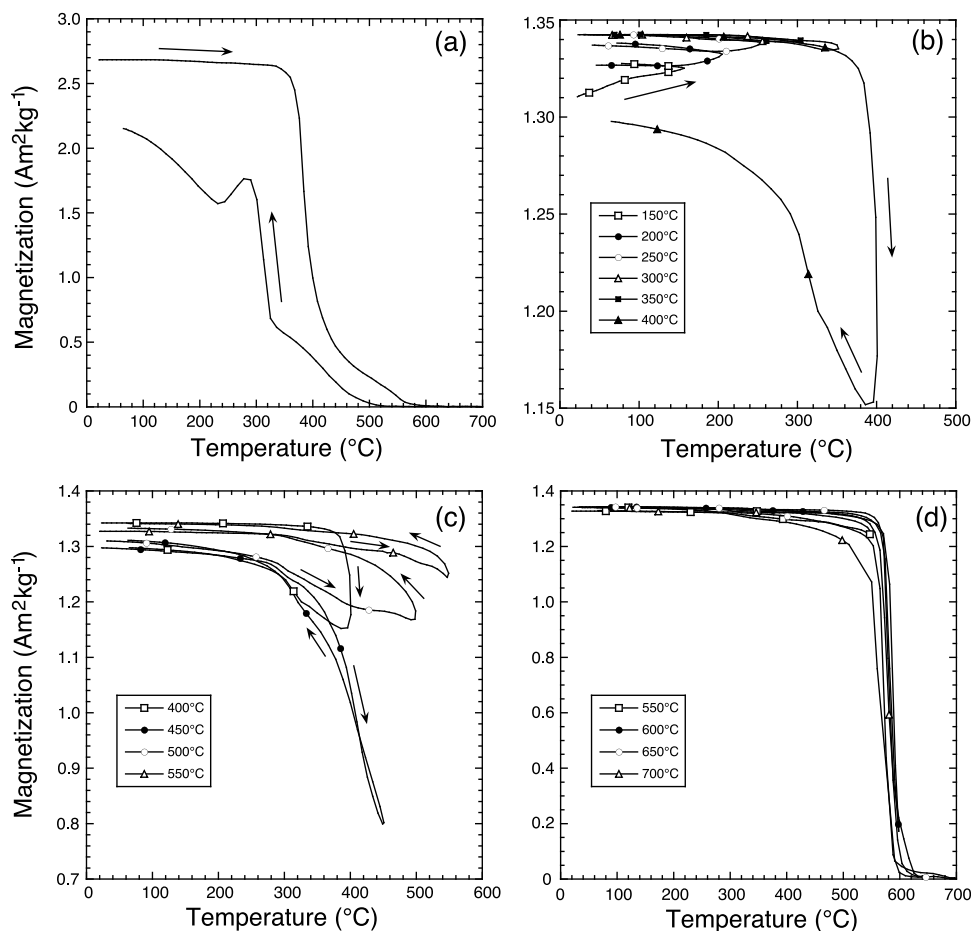 (a)
Magnetization (Am²kg⁻¹)
3.0
2.5
2.0
1.5
1.0
0.5
0
0 100 200 300 400 500 600 700
Temperature (°C)
(b)
1.35
1.30
1.25
1.20
1.15
150°C
200°C
250°C
300°C
350°C
400°C
0 100 200 300 400 500
Temperature (°C)
(c)
Magnetization (Am²kg⁻¹)
1.4
1.3
1.2
1.1
1.0
0.9
0.8
0.7
400°C
450°C
500°C
550°C
0 100 200 300 400 500 600
Temperature (°C)
(d)
1.4
1.2
1.0
0.8
0.6
0.4
0.2
0
550°C
600°C
650°C
700°C
0 100 200 300 400 500 600 700
Temperature (°C)